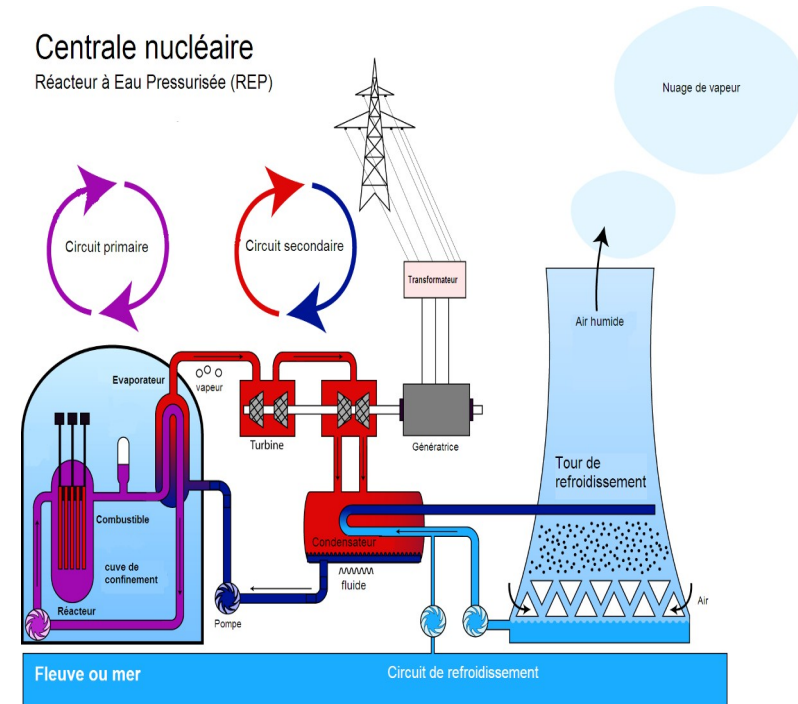 Centrale nucléaire
Réacteur à Eau Pressurisée (REP)
Nuage de vapeur
Circuit primaire
Circuit secondaire
Transformateur
Air humide
Evaporateur
vapeur
Turbine
Génératrice
Tour de
refroidissement
Combustible
Condensateur
cuve de
confinement
fluide
Réacteur
Pompe
Air
Fleuve ou mer
Circuit de refroidissement